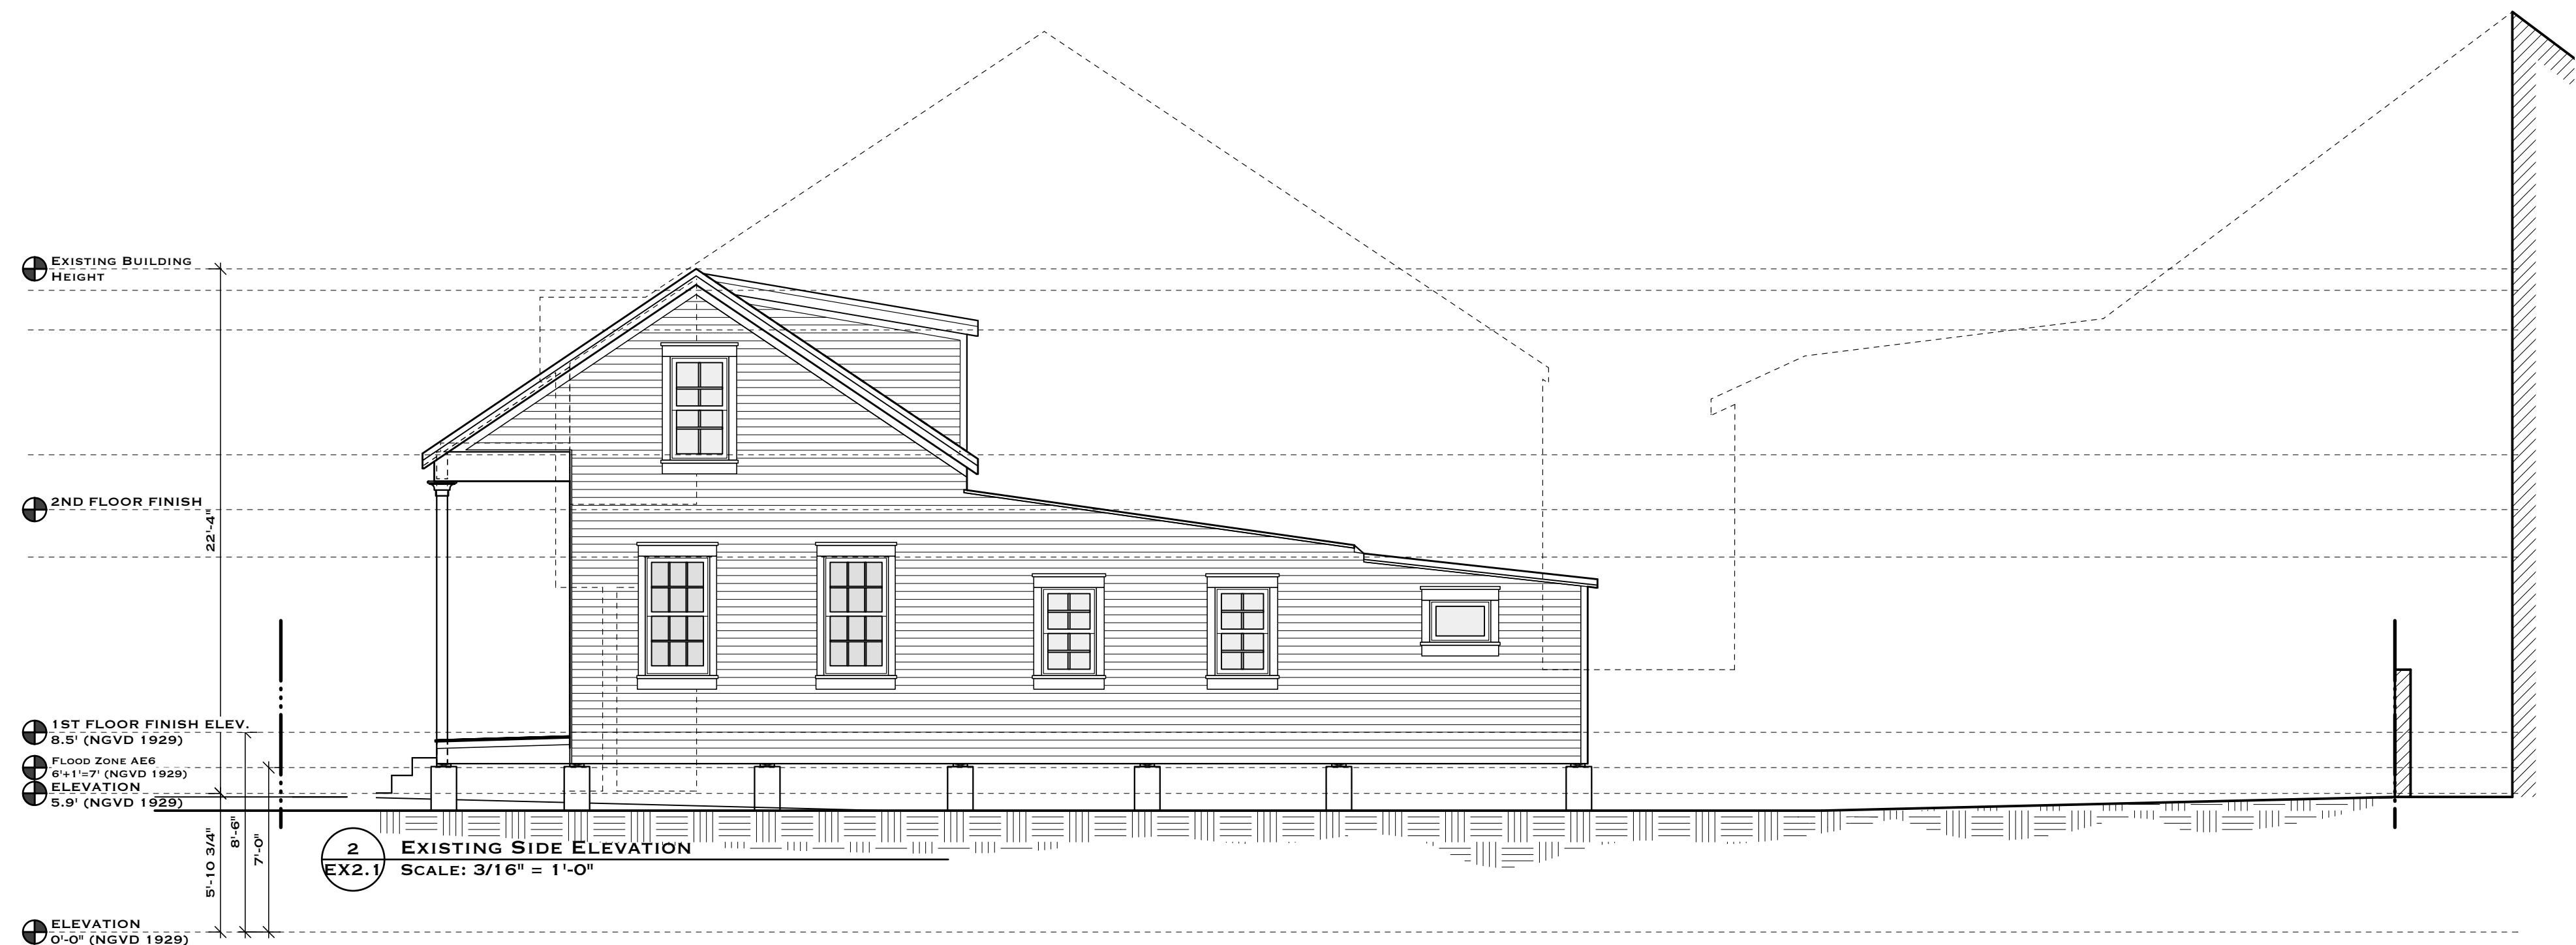 EXISTING BUILDING
HEIGHT
2ND FLOOR FINISH
22'-4"
1ST FLOOR FINISH ELEV.
8.5' (NGVD 1929)
FLOOD ZONE AE6
6'+1'=7' (NGVD 1929)
ELEVATION
5.9' (NGVD 1929)
5'-10 3/4"
8'-6"
7'-0"
2
EX2.1
EXISTING SIDE ELEVATION
SCALE: 3/16" = 1'-0"
ELEVATION
0'-0" (NGVD 1929)